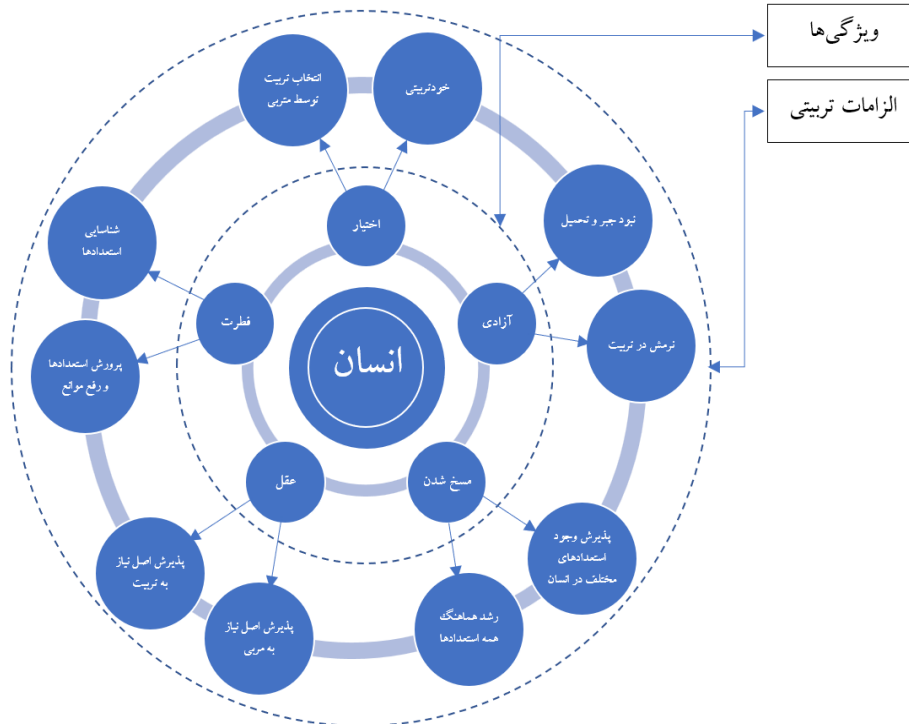 ویژگی‌ها
الزامات تربیتی
خودتربیتی
انتخاب تربیت
توسط متربی
نبود جبر و تحمیل
نرمش در تربیت
پذیرش وجود
استعدادهای
مختلف در انسان
رشد هماهنگ
همه استعدادها
پذیرش اصل نیاز
به مربی
پذیرش اصل نیاز
به تربیت
پرورش استعدادها
و رفع موانع
شناسایی
استعدادها
اختیار
آزادی
مسخ شدن
عقل
فطرت
انسان